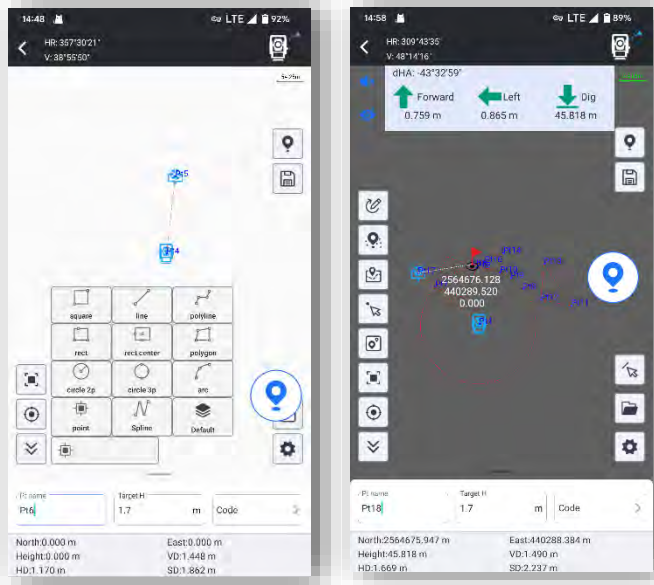 14:48
LTE 92%
HR: 357°30'21"
V: 38°55'50"
Pt5
Pt4
square
line
polyline
rect
rect center
polygon
circle 2p
circle 3p
arc
point
Spline
Default
Pt name
Pt6
Target H
1.7 m
Code
North:0.000 m
East:0.000 m
Height:0.000 m
VD:1.448 m
HD:1.170 m
SD:1.862 m
14:58
LTE 89%
HR: 309°43'35"
V: 48°14'16"
dHA: -43°32'59"
Forward
Left
Dig
0.759 m
0.865 m
45.818 m
2564676.128
440289.520
0.000
Pt name
Pt18
Target H
1.7 m
Code
North:2564675.947 m
East:440288.384 m
Height:45.818 m
VD:1.490 m
HD:1.669 m
SD:2.237 m